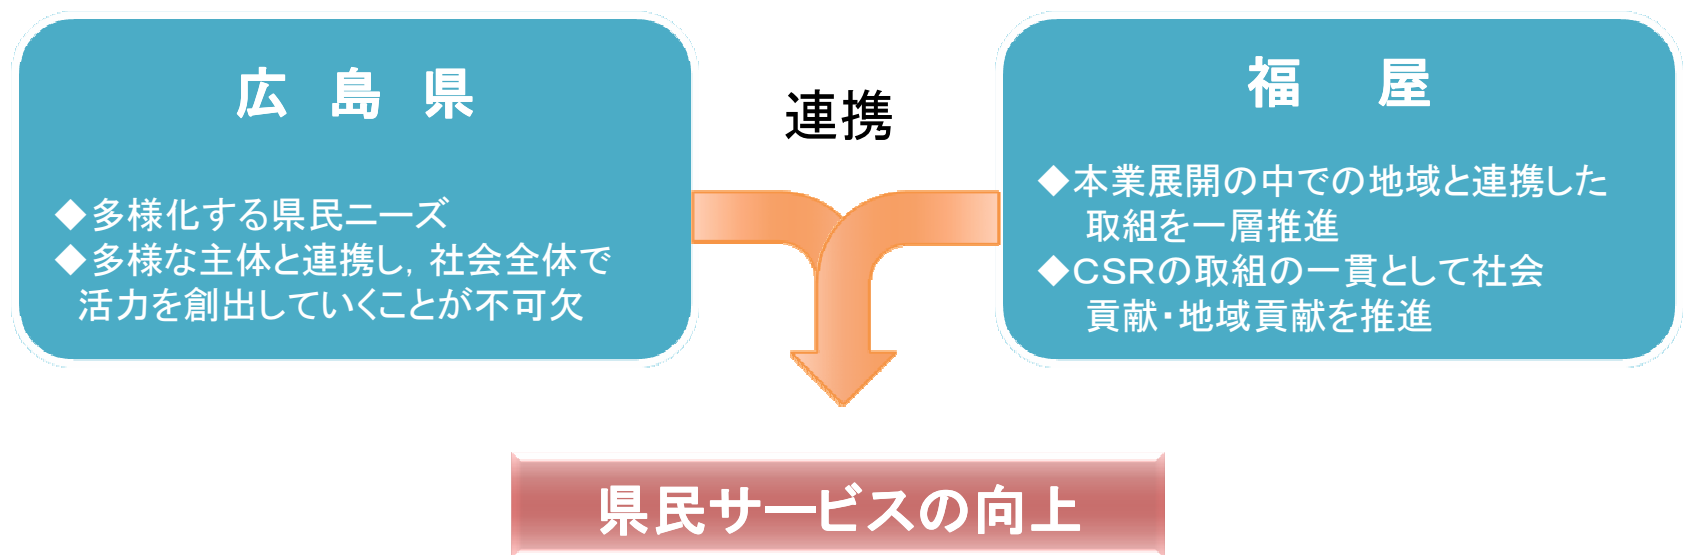 広 島 県
◆多様化する県民ニーズ
◆多様な主体と連携し，社会全体で
活力を創出していくことが不可欠
連携
福 屋
◆本業展開の中での地域と連携した
取組を一層推進
◆ＣＳＲの取組の一貫として社会
貢献・地域貢献を推進
県民サービスの向上